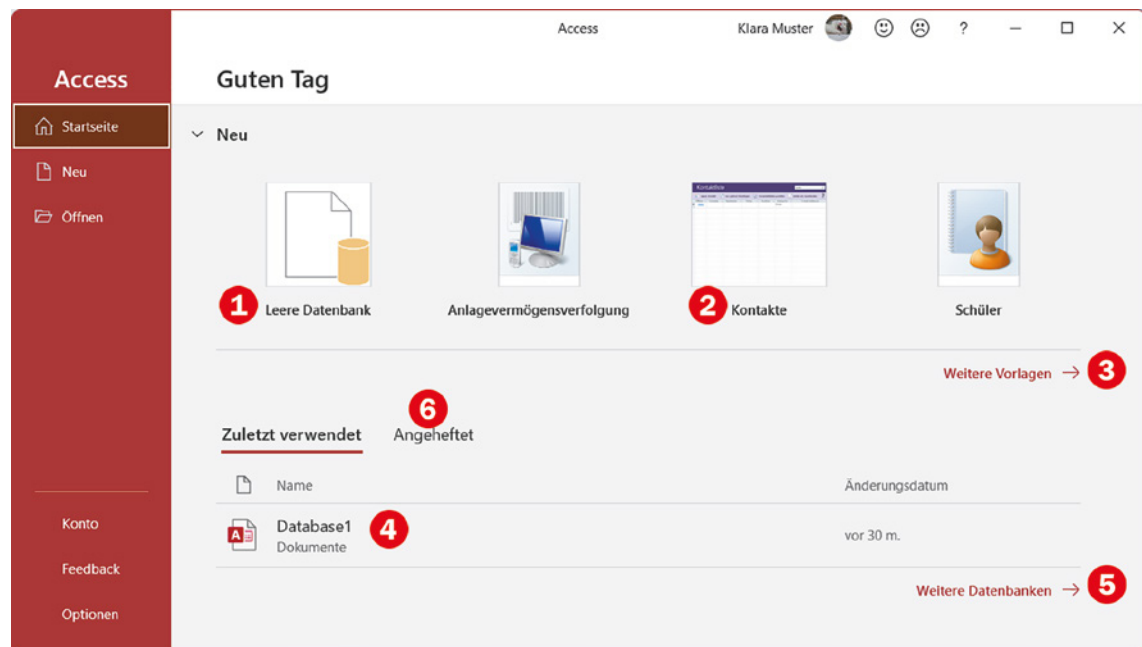 Access
Klara Muster
?
Access
Guten Tag
Startseite
Neu
Öffnen
Neu
Kontaktliste
1 Leere Datenbank
Anlagevermögensverfolgung
2 Kontakte
Schüler
Weitere Vorlagen → 3
6
Zuletzt verwendet
Angeheftet
Name
Änderungsdatum
A
Database1
4
Dokumente
vor 30 m.
Weitere Datenbanken → 5
Konto
Feedback
Optionen